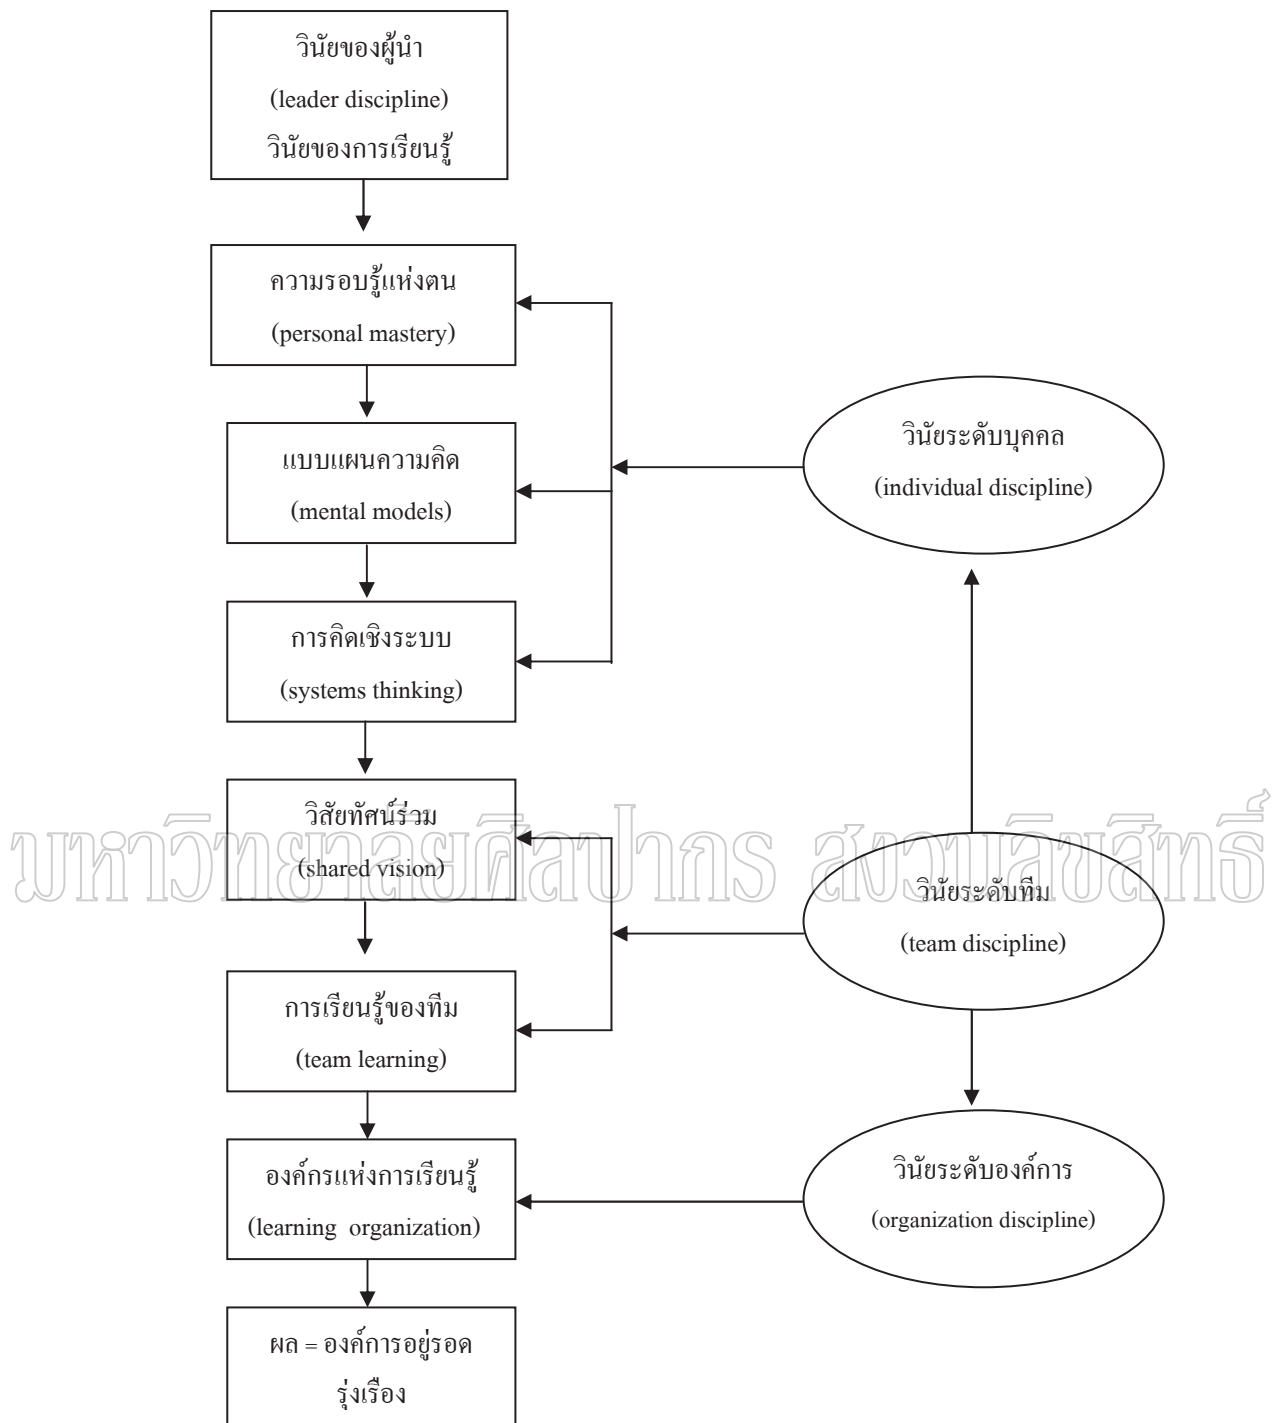 วินัยของผู้นำ
(leader discipline)
วินัยของการเรียนรู้
ความรอบรู้แห่งตน
(personal mastery)
แบบแผนความคิด
(mental models)
วินัยระดับบุคคล
(individual discipline)
การคิดเชิงระบบ
(systems thinking)
วิสัยทัศน์ร่วม
(shared vision)
มหาวิทยาลัยศิลปากร สงวนลิขสิทธิ์
วินัยระดับทีม
(team discipline)
การเรียนรู้ของทีม
(team learning)
องค์กรแห่งการเรียนรู้
(learning organization)
วินัยระดับองค์การ
(organization discipline)
ผล = องค์การอยู่รอด
รุ่งเรือง